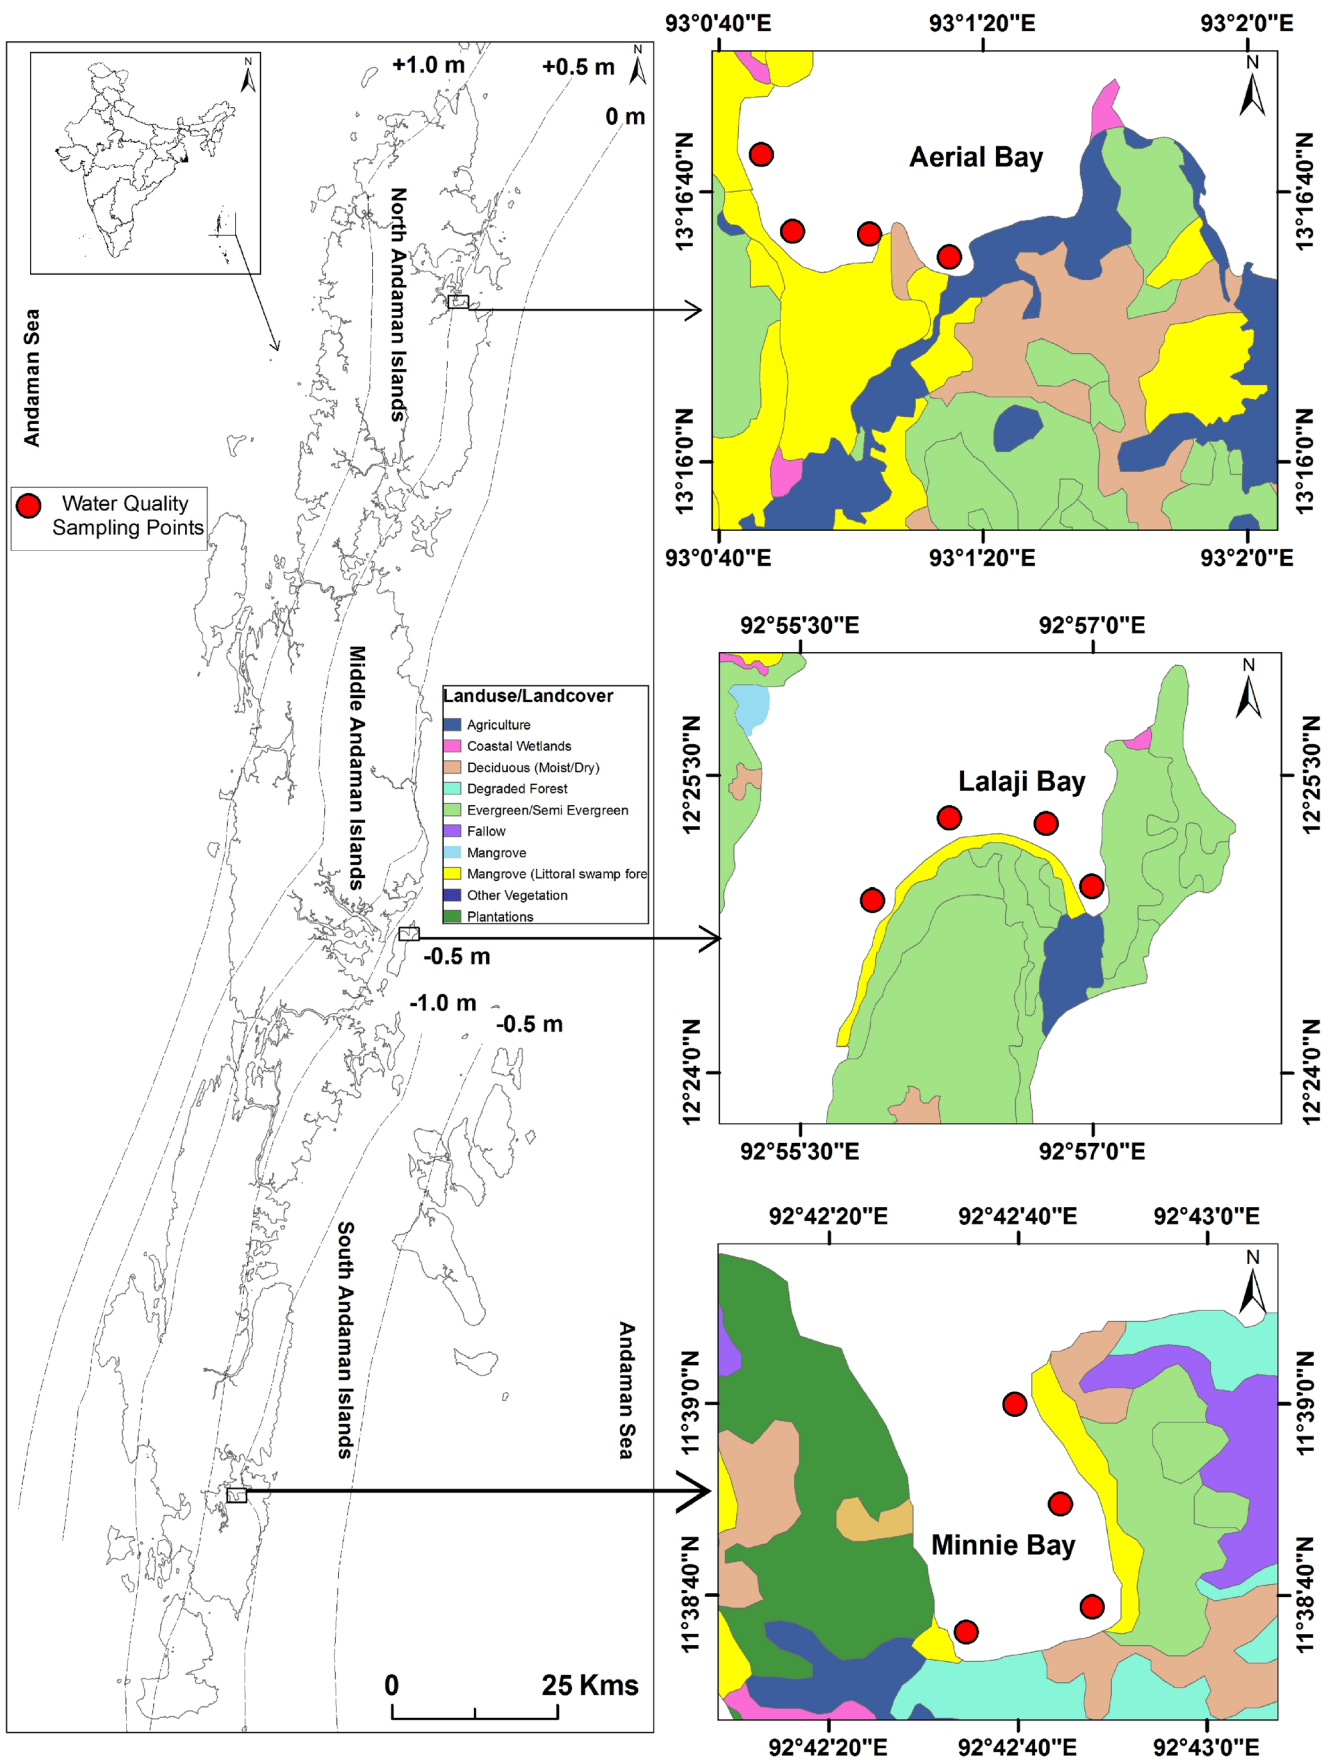 N
+1.0 m
+0.5 m
N
0 m
North Andaman Islands
Andaman Sea
Water Quality
Sampling Points
Middle Andaman Islands
Landuse/Landcover
Agriculture
Coastal Wetlands
Deciduous (Moist/Dry)
Degraded Forest
Evergreen/Semi Evergreen
Fallow
Mangrove
Mangrove (Littoral swamp fore
Other Vegetation
Plantations
-0.5 m
-1.0 m
-0.5 m
South Andaman Islands
Andaman Sea
0 25 Kms
93°0'40"E 93°1'20"E 93°2'0"E
N
Aerial Bay
13°16'40"N 13°16'40"N
13°16'0"N 13°16'0"N
93°0'40"E 93°1'20"E 93°2'0"E
92°55'30"E 92°57'0"E
N
Lalaji Bay
12°25'30"N 12°25'30"N
12°24'0"N 12°24'0"N
92°55'30"E 92°57'0"E
92°42'20"E 92°42'40"E 92°43'0"E
N
11°39'0"N 11°39'0"N
Minnie Bay
11°38'40"N 11°38'40"N
92°42'20"E 92°42'40"E 92°43'0"E